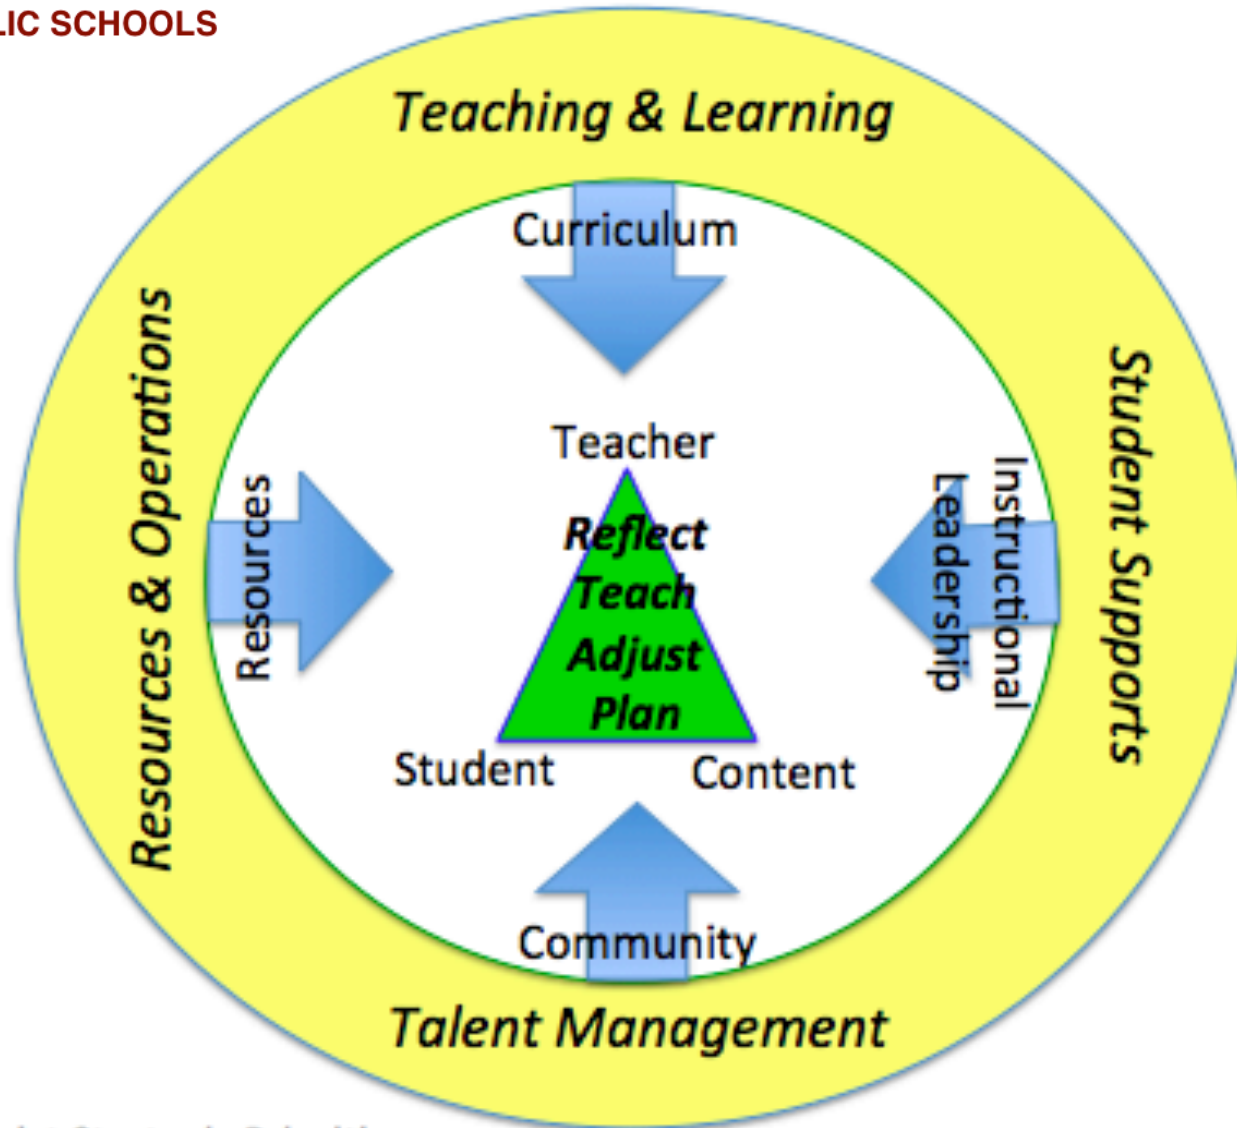 LIC SCHOOLS
Teaching & Learning
Curriculum
Resources & Operations
Resources
Teacher
Reflect
Teach
Adjust
Plan
Student
Content
Instructional
Leadership
Student Supports
Community
Talent Management